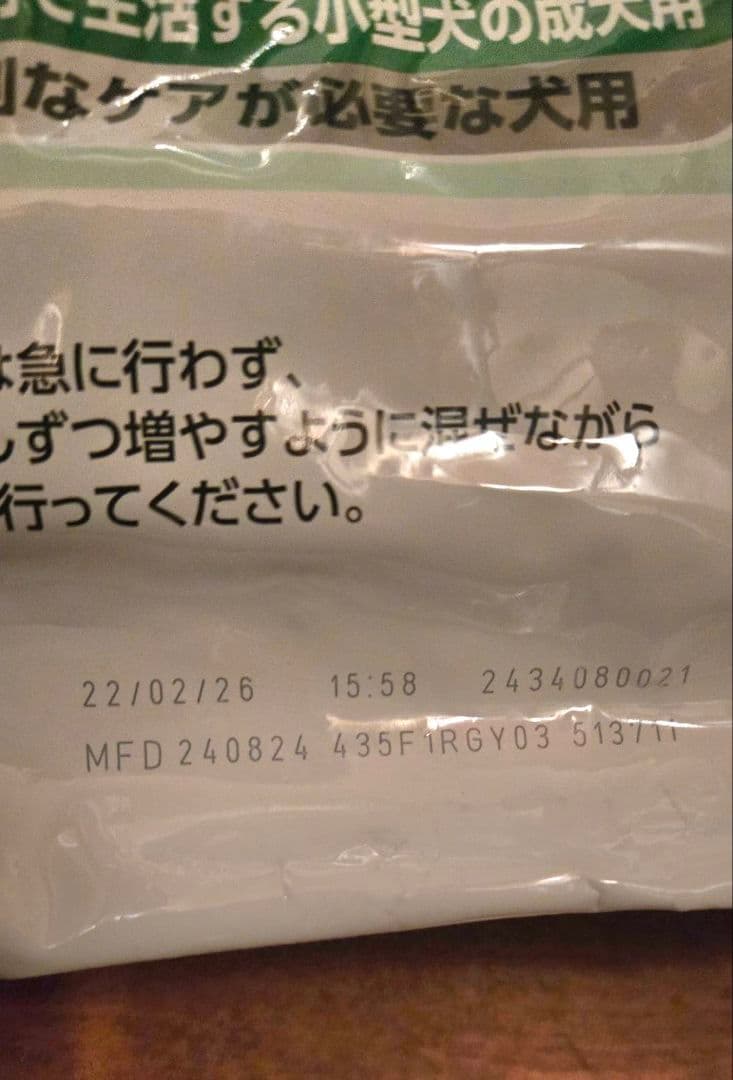 で生活する小型犬の成犬用
なケアが必要な犬用
は急に行わず、
しずつ増やすように混ぜながら
行ってください。
22/02/26 15:58 2434080021
MFD 240824 435F1RGY03